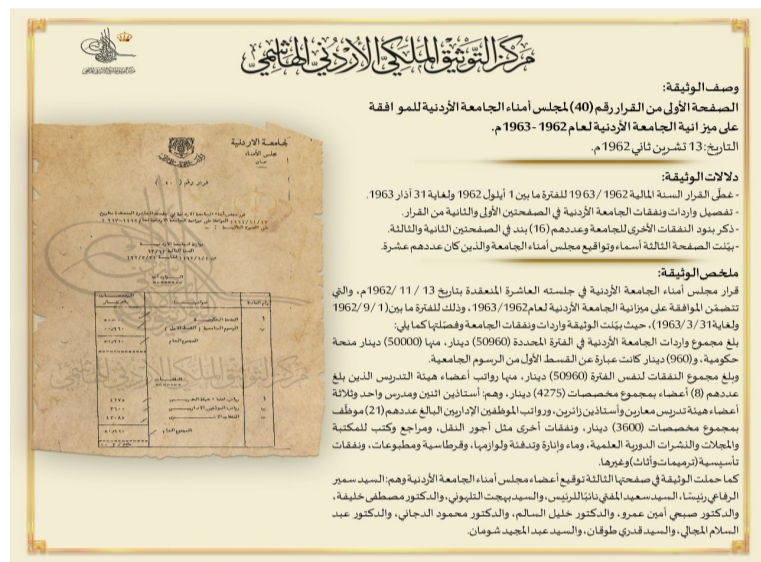 مركز التوثيق الملكي الأردني الهاشمي
وصف الوثيقة:
الصفحة الأولى من القرار رقم (40) لمجلس أمناء الجامعة الأردنية للموافقة
على ميزانية الجامعة الأردنية لعام 1962 - 1963م.
التاريخ: 13 تشرين ثاني 1962م.
دلالات الوثيقة:
- غطّى القرار السنة المالية 1962/ 1963 للفترة ما بين 1 أيلول 1962 ولغاية 31 آذار 1963.
- تفصيل واردات ونفقات الجامعة الأردنية في الصفحتين الأولى والثانية من القرار.
- ذكر بنود النفقات الأخرى للجامعة وعددهم (16) بند في الصفحتين الثانية والثالثة.
- بيّنت الصفحة الثالثة أسماء وتواقيع مجلس أمناء الجامعة والذين كان عددهم عشرة.
ملخص الوثيقة:
قرار مجلس أمناء الجامعة الأردنية في جلسته العاشرة المنعقدة بتاريخ 13 / 11 /1962م، والتي
تتضمّن الموافقة على ميزانية الجامعة الأردنية لعام 1962/ 1963، وذلك للفترة ما بين (1 /9 /1962
ولغاية 31/ 3/ 1963)، حيث بيّنت الوثيقة واردات ونفقات الجامعة وفصّلتها كما يلي:
بلغ مجموع واردات الجامعة الأردنية في الفترة المحددة (50960) دينار، منها (50000) دينار منحة
حكومية، و(960) دينار كانت عبارة عن القسط الأول من الرسوم الجامعية.
وبلغ مجموع النفقات لنفس الفترة (50960) دينار، منها رواتب أعضاء هيئة التدريس الذين بلغ
عددهم (8) أعضاء بمجموع مخصصات (4275) دينار، وهم: أستاذين اثنين ومدرس واحد وثلاثة
أعضاء هيئة تدريس معارين وأستاذين زائرين. ورواتب الموظفين الإداريين البالغ عددهم (21) موظف
بمجموع مخصصات (3600) دينار، ونفقات أخرى مثل أجور النقل، ومراجع وكتب للمكتبة
والمجلات والنشرات الدورية العلمية، وماء وإنارة وتدفئة ولوازمها، وقرطاسية ومطبوعات، ونفقات
تأسيسية (ترميمات وأثاث) وغيرها.
كما حملت الوثيقة في صفحتها الثالثة توقيع أعضاء مجلس أمناء الجامعة الأردنية وهم: السيد سمير
الرفاعي رئيسًا، السيد سعيد المفتي نائبًا للرئيس، والسيد بهجت التلهوني، والدكتور مصطفى خليفة،
والدكتور صبحي أمين عمرو، والدكتور خليل السالم، والدكتور محمود الدجاني، والدكتور عبد
السلام المجالي، والسيد قدري طوقان، والسيد عبد المجيد شومان.
الجامعة الاردنية
مجلس الأمناء
عمان
قرار رقم ( ٤٠ )